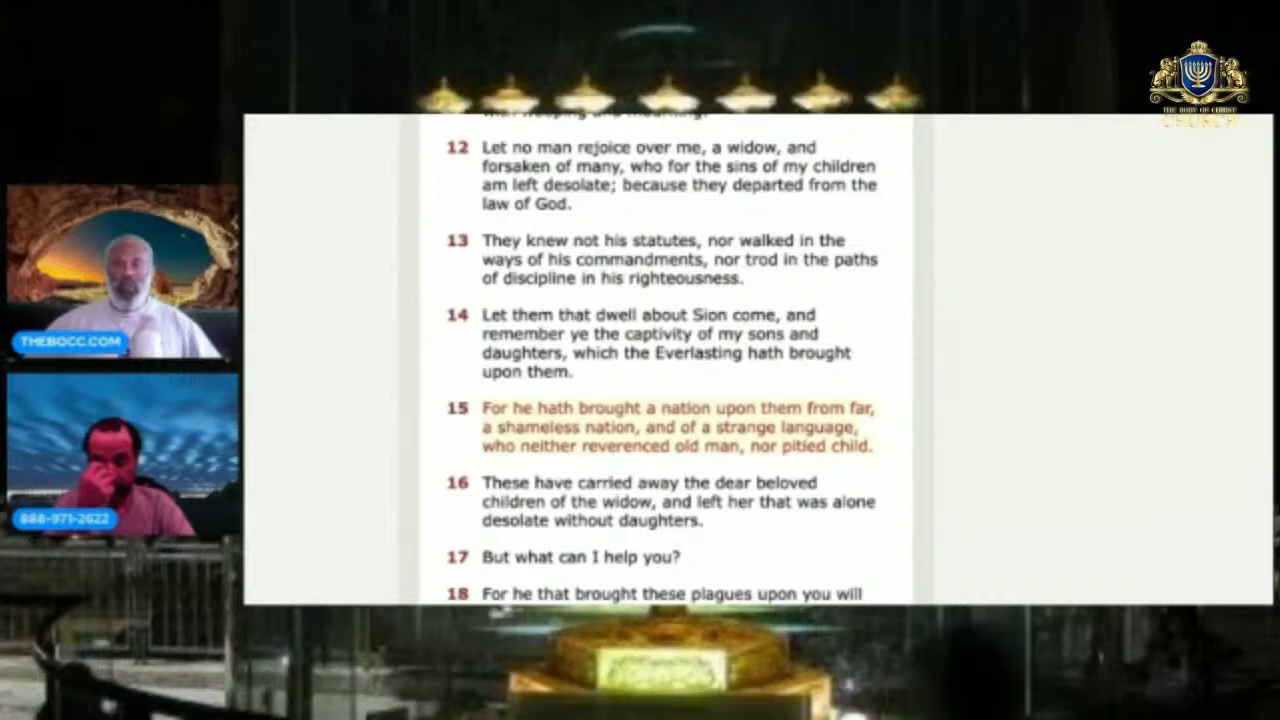 THE BODY OF CHRIST
CHURCH
with weeping and mourning.
12 Let no man rejoice over me, a widow, and
forsaken of many, who for the sins of my children
am left desolate; because they departed from the
law of God.
13 They knew not his statutes, nor walked in the
ways of his commandments, nor trod in the paths
of discipline in his righteousness.
14 Let them that dwell about Sion come, and
remember ye the captivity of my sons and
daughters, which the Everlasting hath brought
upon them.
15 For he hath brought a nation upon them from far,
a shameless nation, and of a strange language,
who neither reverenced old man, nor pitied child.
16 These have carried away the dear beloved
children of the widow, and left her that was alone
desolate without daughters.
17 But what can I help you?
18 For he that brought these plagues upon you will
THEBOCC.COM
888-971-2622